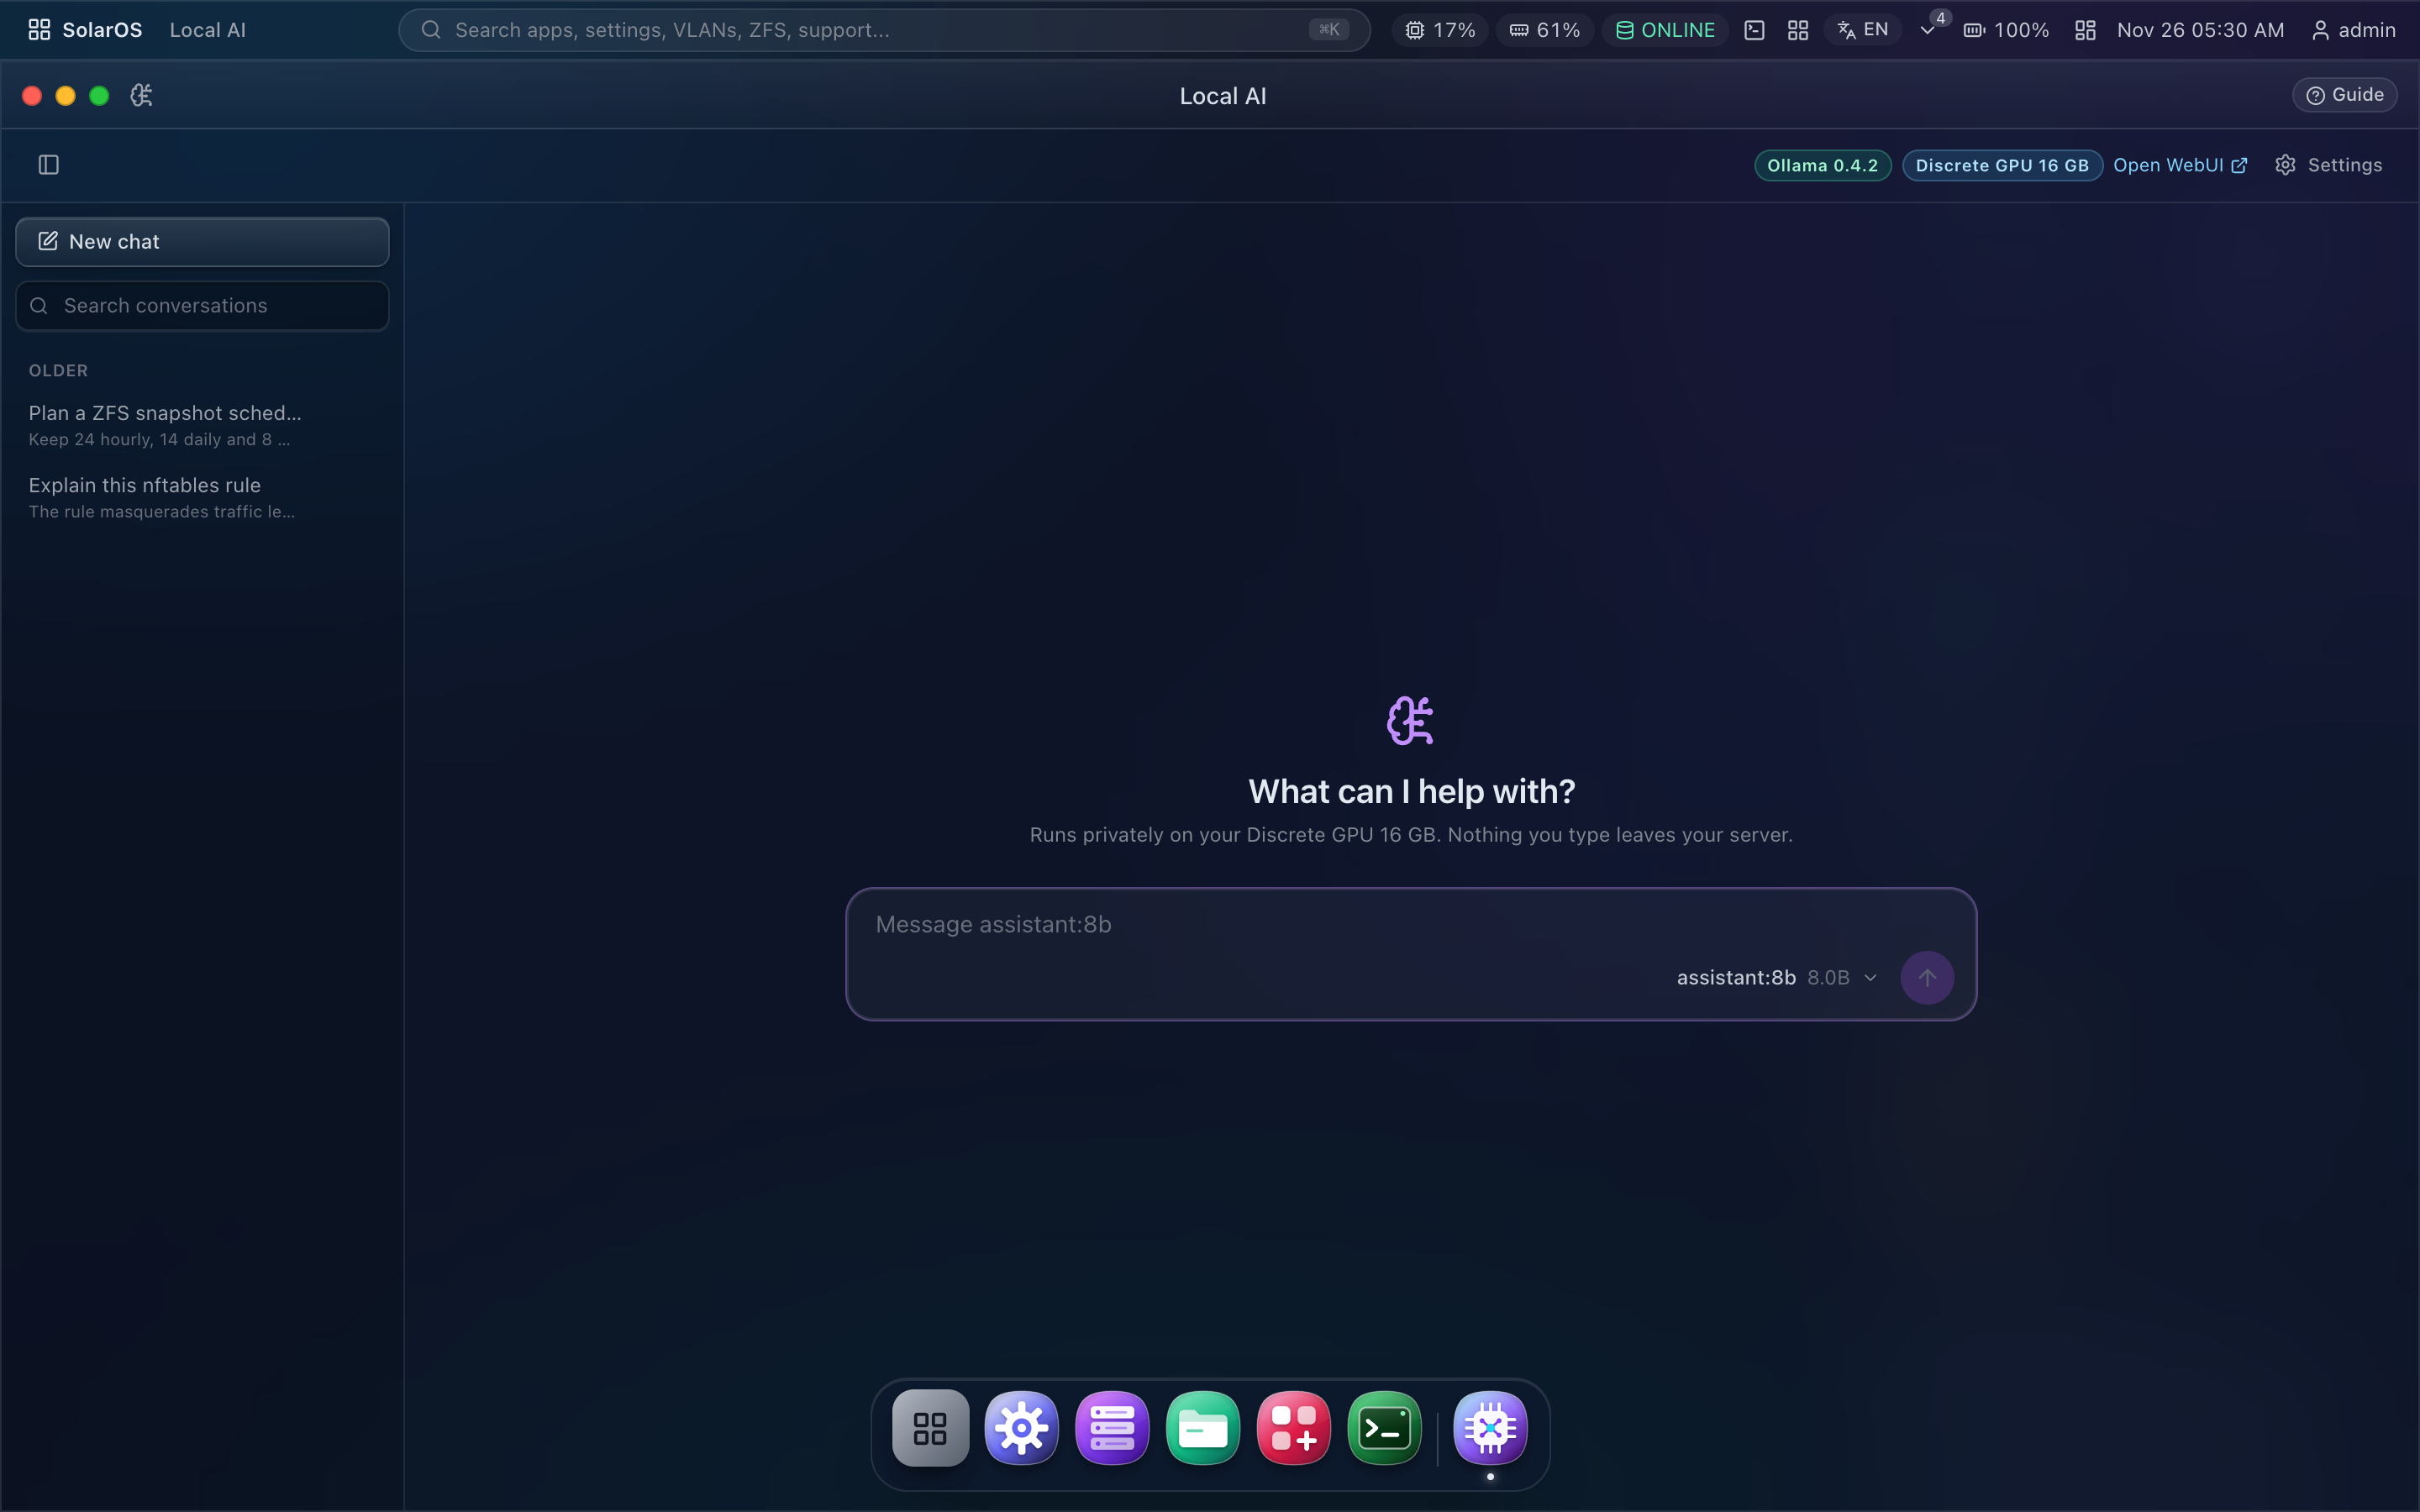 SolarOS Local AI Search apps, settings, VLANs, ZFS, support... ⌘K 17% 61% ONLINE EN 4 100% Nov 26 05:30 AM admin
Local AI Guide
Ollama 0.4.2 Discrete GPU 16 GB Open WebUI Settings
New chat
Search conversations
OLDER
Plan a ZFS snapshot sched...
Keep 24 hourly, 14 daily and 8 ...
Explain this nftables rule
The rule masquerades traffic le...
What can I help with?
Runs privately on your Discrete GPU 16 GB. Nothing you type leaves your server.
Message assistant:8b
assistant:8b 8.0B